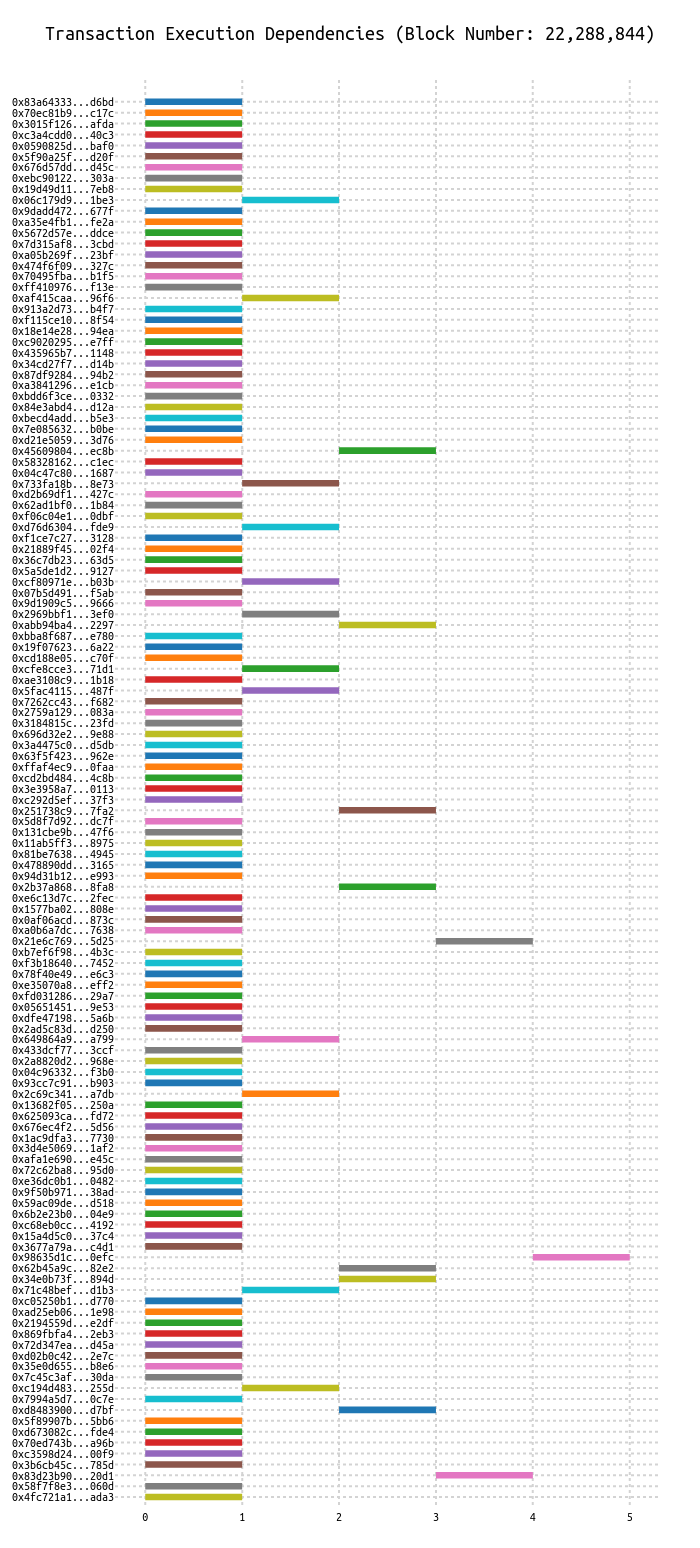 Transaction Execution Dependencies (Block Number: 22,288,844)
0x83a64333...d6bd
0x70ec81b9...c17c
0x3015f126...afda
0xc3a4cdd0...40c3
0x0590825d...baf0
0x5f90a25f...d20f
0x676d57dd...d45c
0xebc90122...303a
0x19d49d11...7eb8
0x06c179d9...1be3
0x9dadd472...677f
0xa35e4fb1...fe2a
0x5672d57e...ddce
0x7d315af8...3cbd
0xa05b269f...23bf
0x474f6f09...327c
0x70495fba...b1f5
0xff410976...f13e
0xaf415caa...96f6
0x913a2d73...b4f7
0xf115ce10...8f54
0x18e14e28...94ea
0xc9020295...e7ff
0x435965b7...1148
0x34cd27f7...d14b
0x87df9284...94b2
0xa3841296...e1cb
0xbdd6f3ce...0332
0x84e3abd4...d12a
0xbecd4add...b5e3
0x7e085632...b0be
0xd21e5059...3d76
0x45609804...ec8b
0x58328162...c1ec
0x04c47c80...1687
0x733fa18b...8e73
0xd2b69df1...427c
0x62ad1bf0...1b84
0xf06c04e1...0dbf
0xd76d6304...fde9
0xf1ce7c27...3128
0x21889f45...02f4
0x36c7db23...63d5
0x5a5de1d2...9127
0xcf80971e...b03b
0x07b5d491...f5ab
0x9d1909c5...9666
0x2969bbf1...3ef0
0xabb94ba4...2297
0xbba8f687...e780
0x19f07623...6a22
0xcd188e05...c70f
0xcfe8cce3...71d1
0xae3108c9...1b18
0x5fac4115...487f
0x7262cc43...f682
0x2759a129...083a
0x3184815c...23fd
0x696d32e2...9e88
0x3a4475c0...d5db
0x63f5f423...962e
0xffaf4ec9...0faa
0xcd2bd484...4c8b
0x3e3958a7...0113
0xc292d5ef...37f3
0x251738c9...7fa2
0x5d8f7d92...dc7f
0x131cbe9b...47f6
0x11ab5ff3...8975
0x81be7638...4945
0x478890dd...3165
0x94d31b12...e993
0x2b37a868...8fa8
0xe6c13d7c...2fec
0x1577ba02...808e
0x0af06acd...873c
0xa0b6a7dc...7638
0x21e6c769...5d25
0xb7ef6f98...4b3c
0xf3b18640...7452
0x78f40e49...e6c3
0xe35070a8...eff2
0xfd031286...29a7
0x05651451...9e53
0xdfe47198...5a6b
0x2ad5c83d...d250
0x649864a9...a799
0x433dcf77...3ccf
0x2a8820d2...968e
0x04c96332...f3b0
0x93cc7c91...b903
0x2c69c341...a7db
0x13682f05...250a
0x625093ca...fd72
0x676ec4f2...5d56
0x1ac9dfa3...7730
0x3d4e5069...1af2
0xafa1e690...e45c
0x72c62ba8...95d0
0xe36dc0b1...0482
0x9f50b971...38ad
0x59ac09de...d518
0x6b2e23b0...04e9
0xc68eb0cc...4192
0x15a4d5c0...37c4
0x3677a79a...c4d1
0x98635d1c...0efc
0x62b45a9c...82e2
0x34e0b73f...894d
0x71c48bef...d1b3
0xc05250b1...d770
0xad25eb06...1e98
0x2194559d...e2df
0x869fbfa4...2eb3
0x72d347ea...d45a
0xd02b0c42...2e7c
0x35e0d655...b8e6
0x7c45c3af...30da
0xc194d483...255d
0x7994a5d7...0c7e
0xd8483900...d7bf
0x5f89907b...5bb6
0xd673082c...fde4
0x70ed743b...a96b
0xc3598d24...00f9
0x3b6cb45c...785d
0x83d23b90...20d1
0x58f7f8e3...060d
0x4fc721a1...ada3
0 1 2 3 4 5